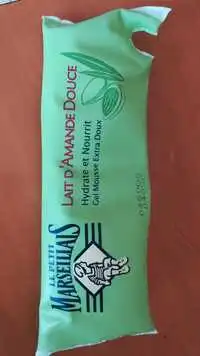 LE PETIT
MARSEILLAIS
LAIT D'AMANDE DOUCE
Hydrate et Nourrit
Gel Mousse Extra Doux